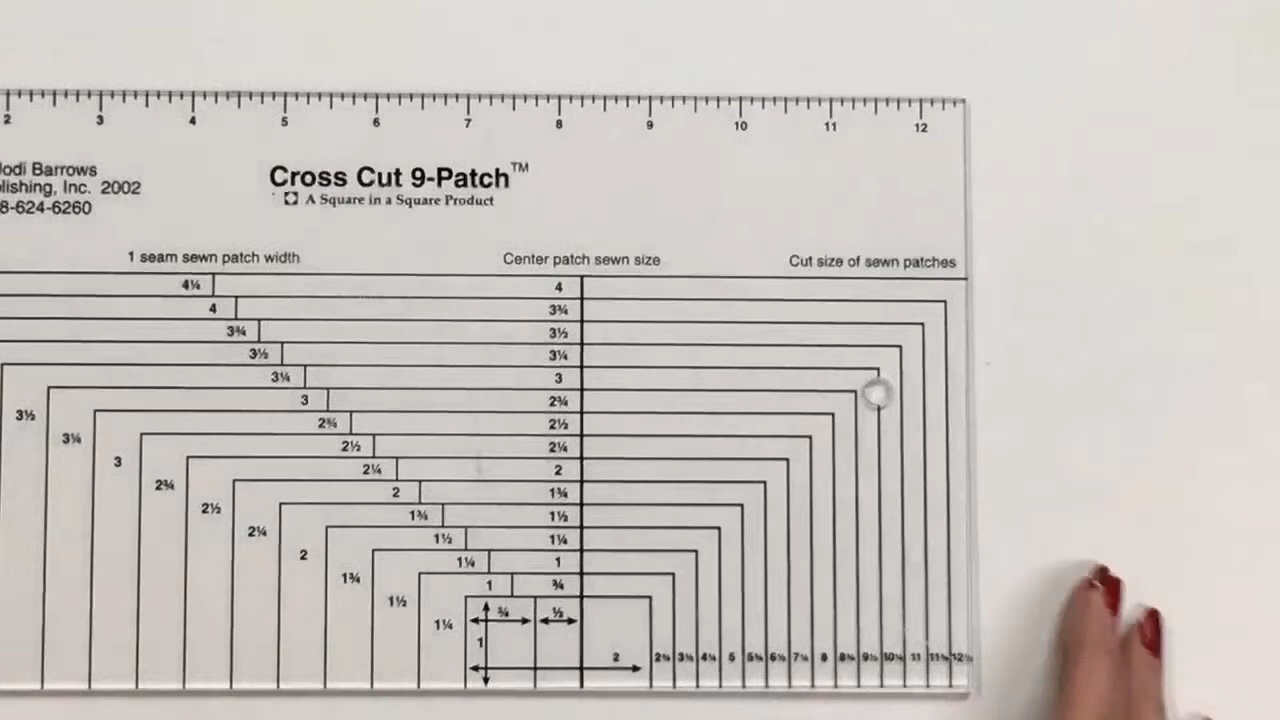 2 3 4 5 6 7 8 9 10 11 12
Jodi Barrows
lishing, Inc. 2002
8-624-6260
Cross Cut 9-Patch™
A Square in a Square Product
1 seam sewn patch width Center patch sewn size Cut size of sewn patches
4¼ 4
4 3¾
3¾ 3½
3½ 3¼
3¼ 3
3 2¾
3½ 2¾ 2½
3¼ 2½ 2¼
3 2¼ 2
2¾ 2 1¾
2½ 1¾ 1½
2¼ 1½ 1¼
2 1¼ 1
1¾ 1 ¾
1½ ¾ ½
1¼ 1
2 5 8 11